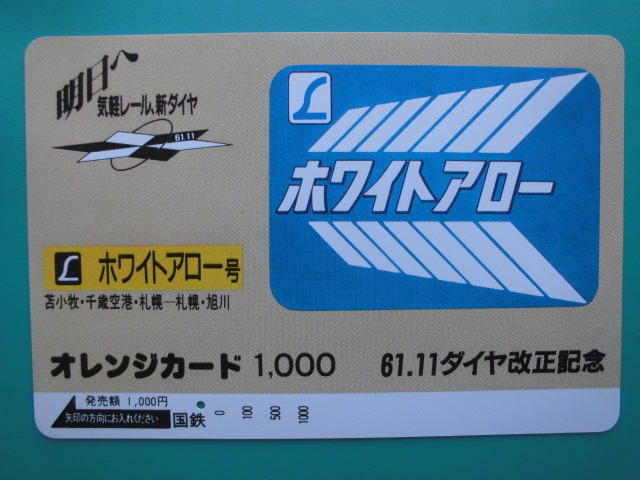 明日へ
気軽レール、新ダイヤ
61.11
L
ホワイトアロー
L ホワイトアロー号
苫小牧・千歳空港・札幌―札幌・旭川
オレンジカード 1,000
61.11ダイヤ改正記念
発売額 1,000円
矢印の方向にお入れください
国鉄
0
100
500
1000